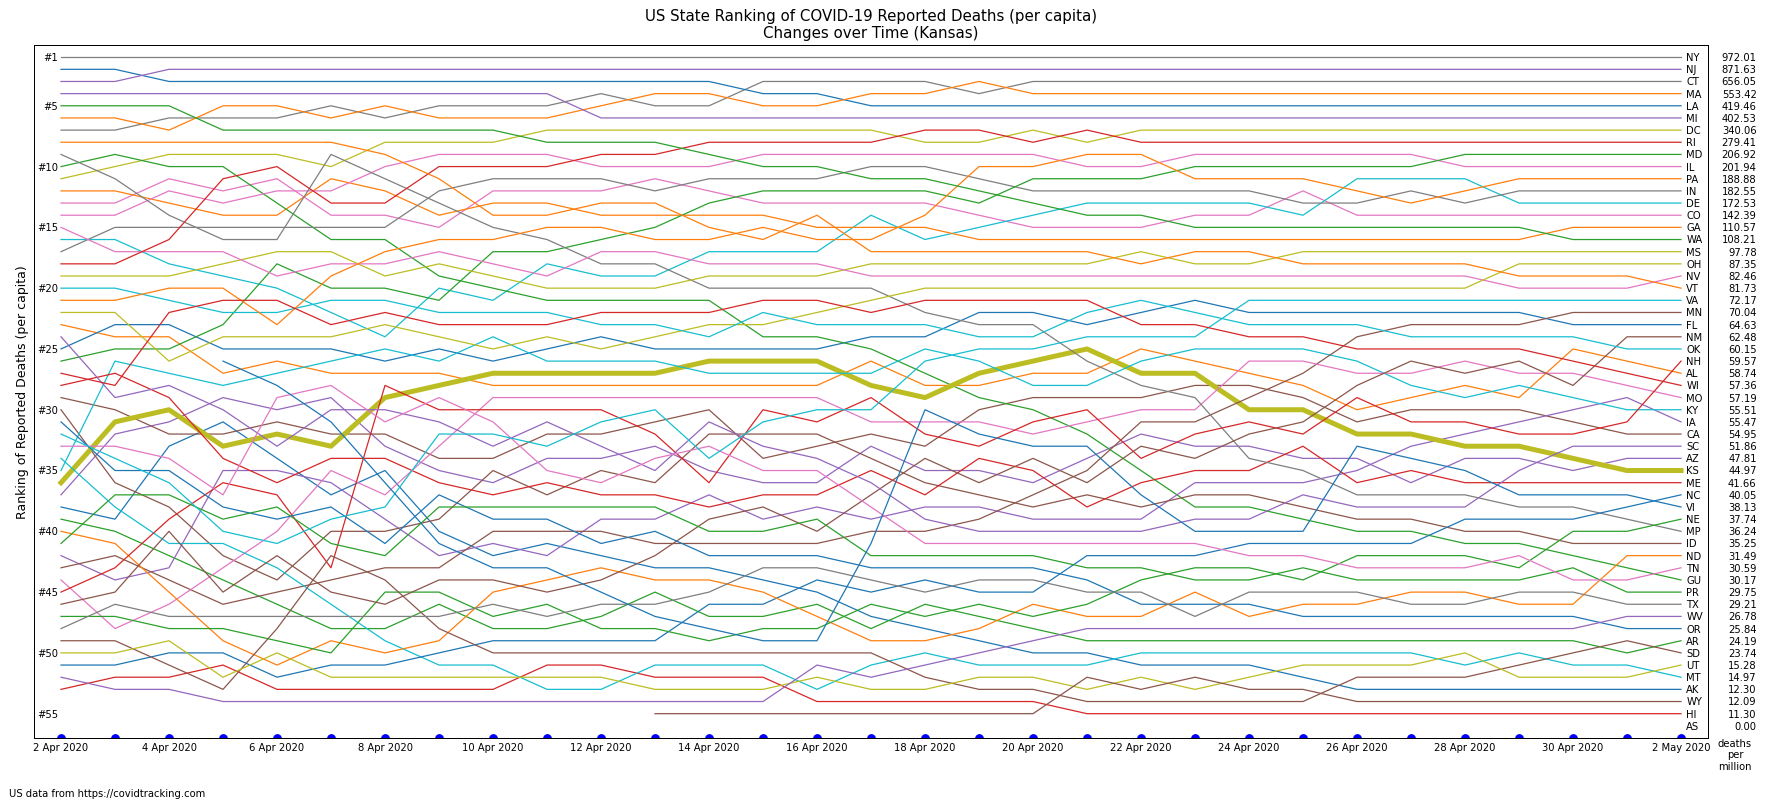 US State Ranking of COVID-19 Reported Deaths (per capita)
Changes over Time (Kansas)
Ranking of Reported Deaths (per capita)
#1
#5
#10
#15
#20
#25
#30
#35
#40
#45
#50
#55
NY 972.01
NJ 871.63
CT 656.05
MA 553.42
LA 419.46
MI 402.53
DC 340.06
RI 279.41
MD 206.92
IL 201.94
PA 188.88
IN 182.55
DE 172.53
CO 142.39
GA 110.57
WA 108.21
MS 97.78
OH 87.35
NV 82.46
VT 81.73
VA 72.17
MN 70.04
FL 64.63
NM 62.48
OK 60.15
NH 59.57
AL 58.74
WI 57.36
MO 57.19
KY 55.51
IA 55.47
CA 54.95
SC 51.86
AZ 47.81
KS 44.97
ME 41.66
NC 40.05
VI 38.13
NE 37.74
MP 36.24
ID 35.25
ND 31.49
TN 30.59
GU 30.17
PR 29.75
TX 29.21
WV 26.78
OR 25.84
AR 24.19
SD 23.74
UT 15.28
MT 14.97
AK 12.30
WY 12.09
HI 11.30
AS 0.00
2 Apr 2020 4 Apr 2020 6 Apr 2020 8 Apr 2020 10 Apr 2020 12 Apr 2020 14 Apr 2020 16 Apr 2020 18 Apr 2020 20 Apr 2020 22 Apr 2020 24 Apr 2020 26 Apr 2020 28 Apr 2020 30 Apr 2020 2 May 2020
deaths
per
million
US data from https://covidtracking.com